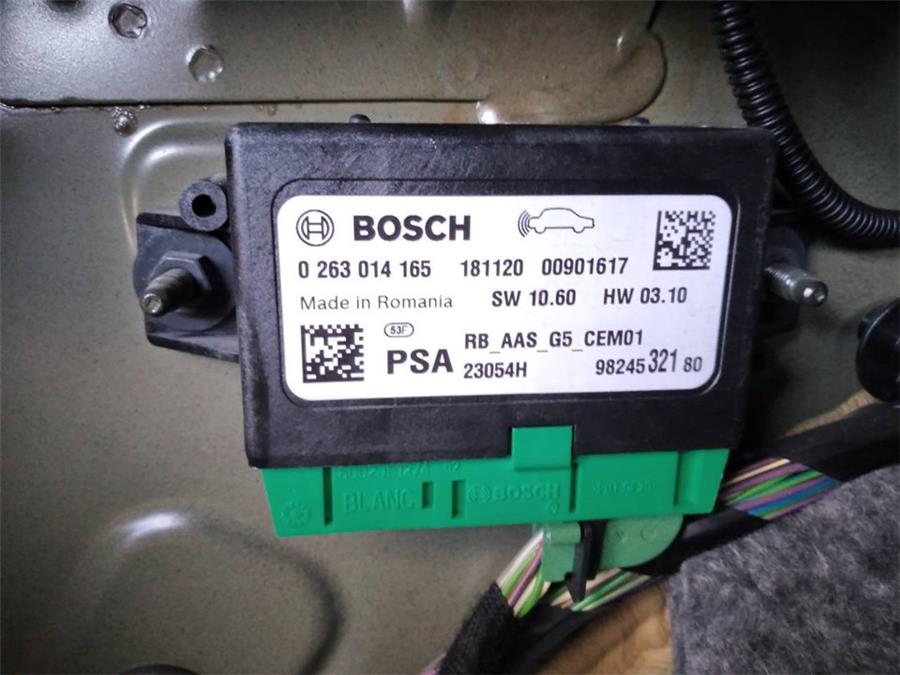 BOSCH
0 263 014 165 181120 00901617
Made in Romania SW 10.60 HW 03.10
53F
PSA RB_AAS_G5_CEM01
23054H 98245 321 80
BLANC
BOSCH